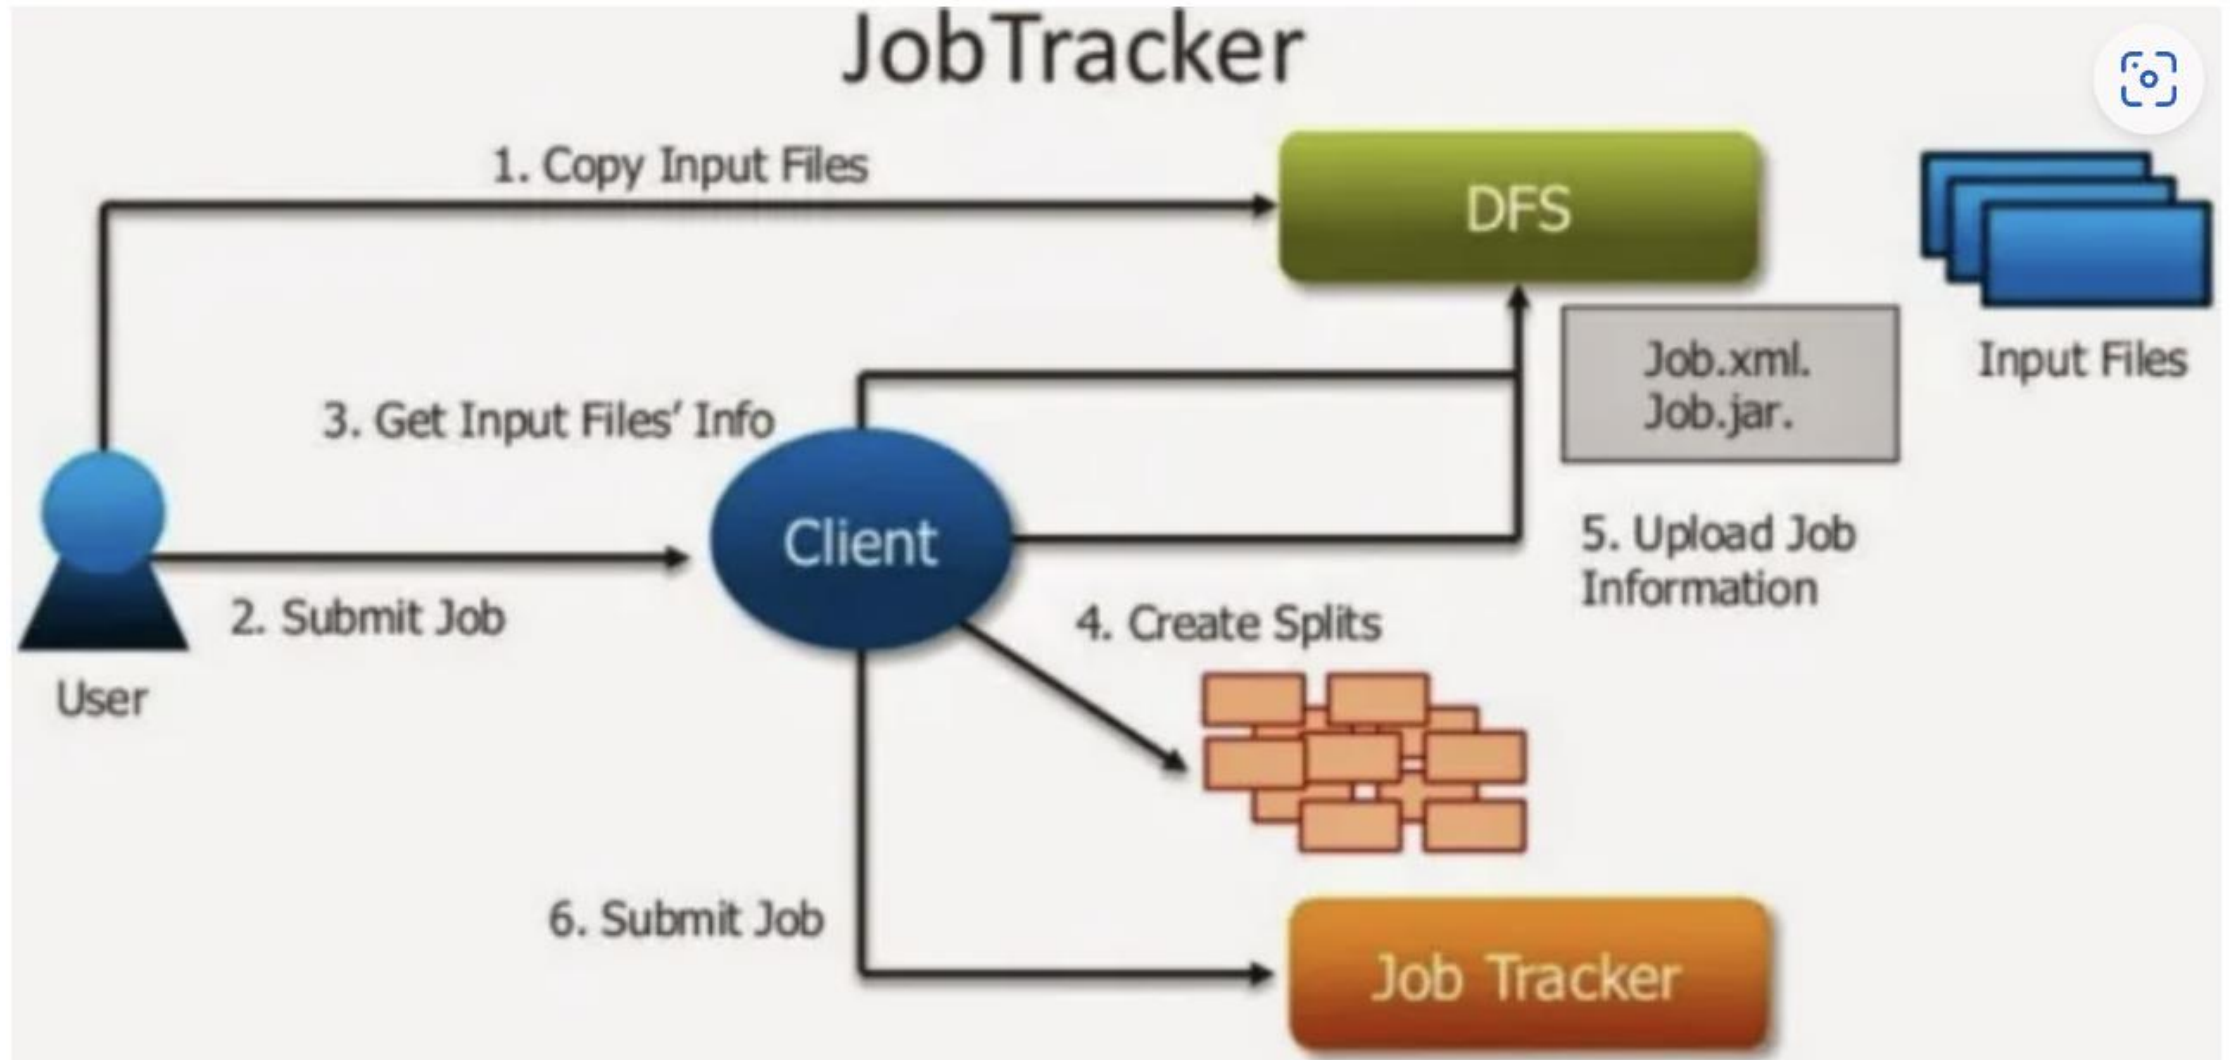 JobTracker
1. Copy Input Files
DFS
Job.xml.
Job.jar.
Input Files
3. Get Input Files’ Info
Client
5. Upload Job
Information
2. Submit Job
4. Create Splits
User
6. Submit Job
Job Tracker